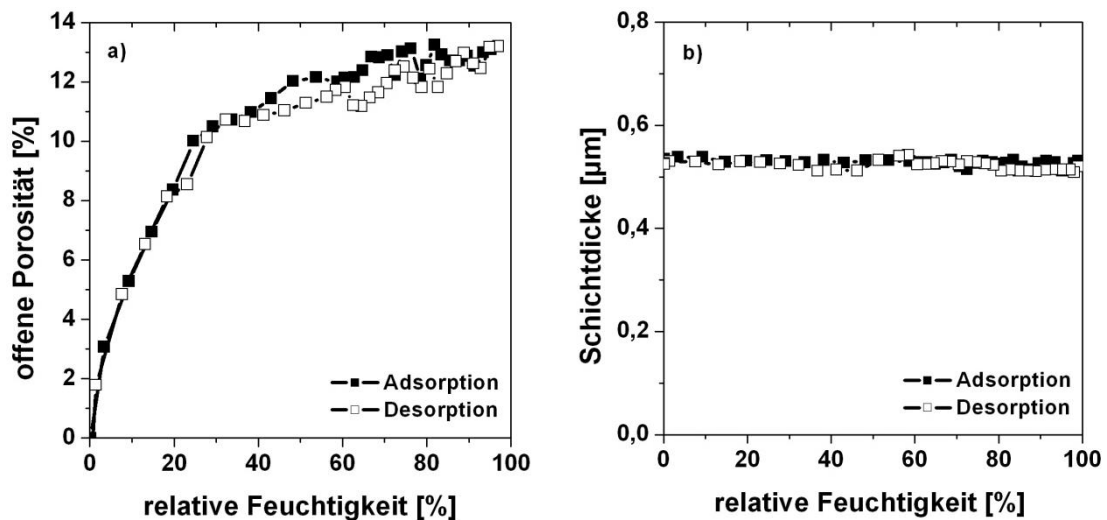 a)
14
12
10
8
6
4
2
0
offene Porosität [%]
Adsorption
Desorption
0 20 40 60 80 100
relative Feuchtigkeit [%]
b)
0,8
0,6
0,4
0,2
0,0
Schichtdicke [µm]
Adsorption
Desorption
0 20 40 60 80 100
relative Feuchtigkeit [%]